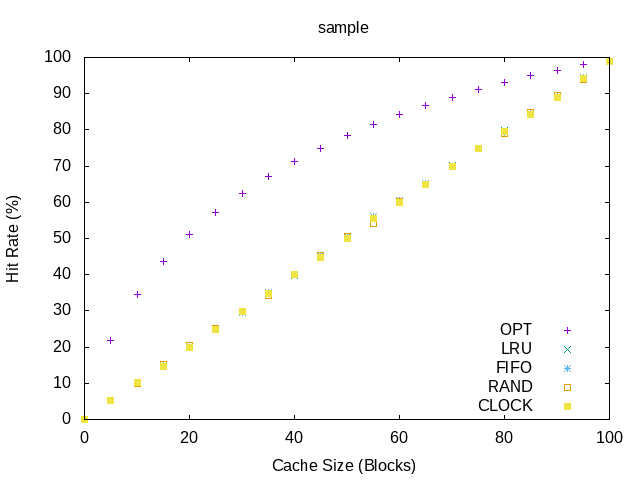 sample
100
90
80
70
60
50
40
30
20
10
0
Hit Rate (%)
OPT
LRU
FIFO
RAND
CLOCK
0 20 40 60 80 100
Cache Size (Blocks)